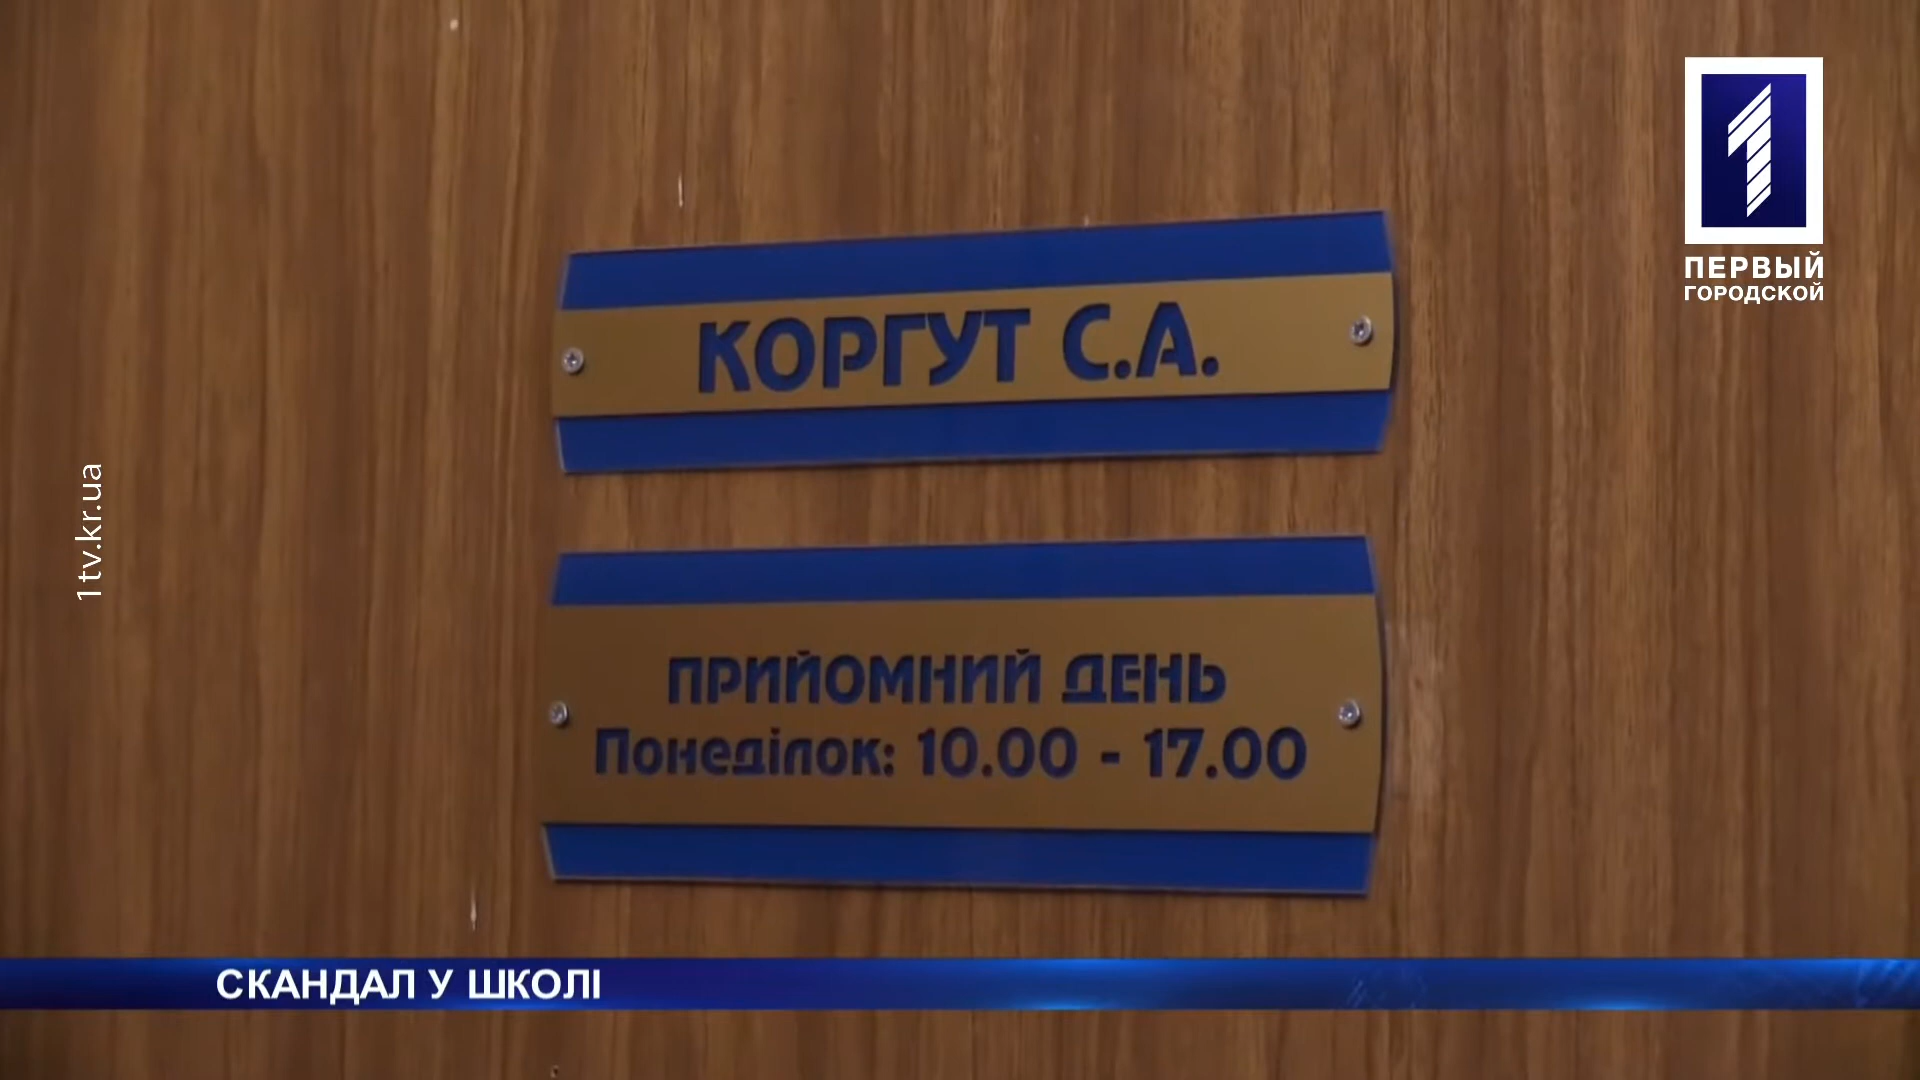 ПЕРВЫЙ
ГОРОДСКОЙ
КОРГУТ С.А.
1tv.kr.ua
ПРИЙОМНИЙ ДЕНЬ
Понеділок: 10.00 - 17.00
СКАНДАЛ У ШКОЛІ